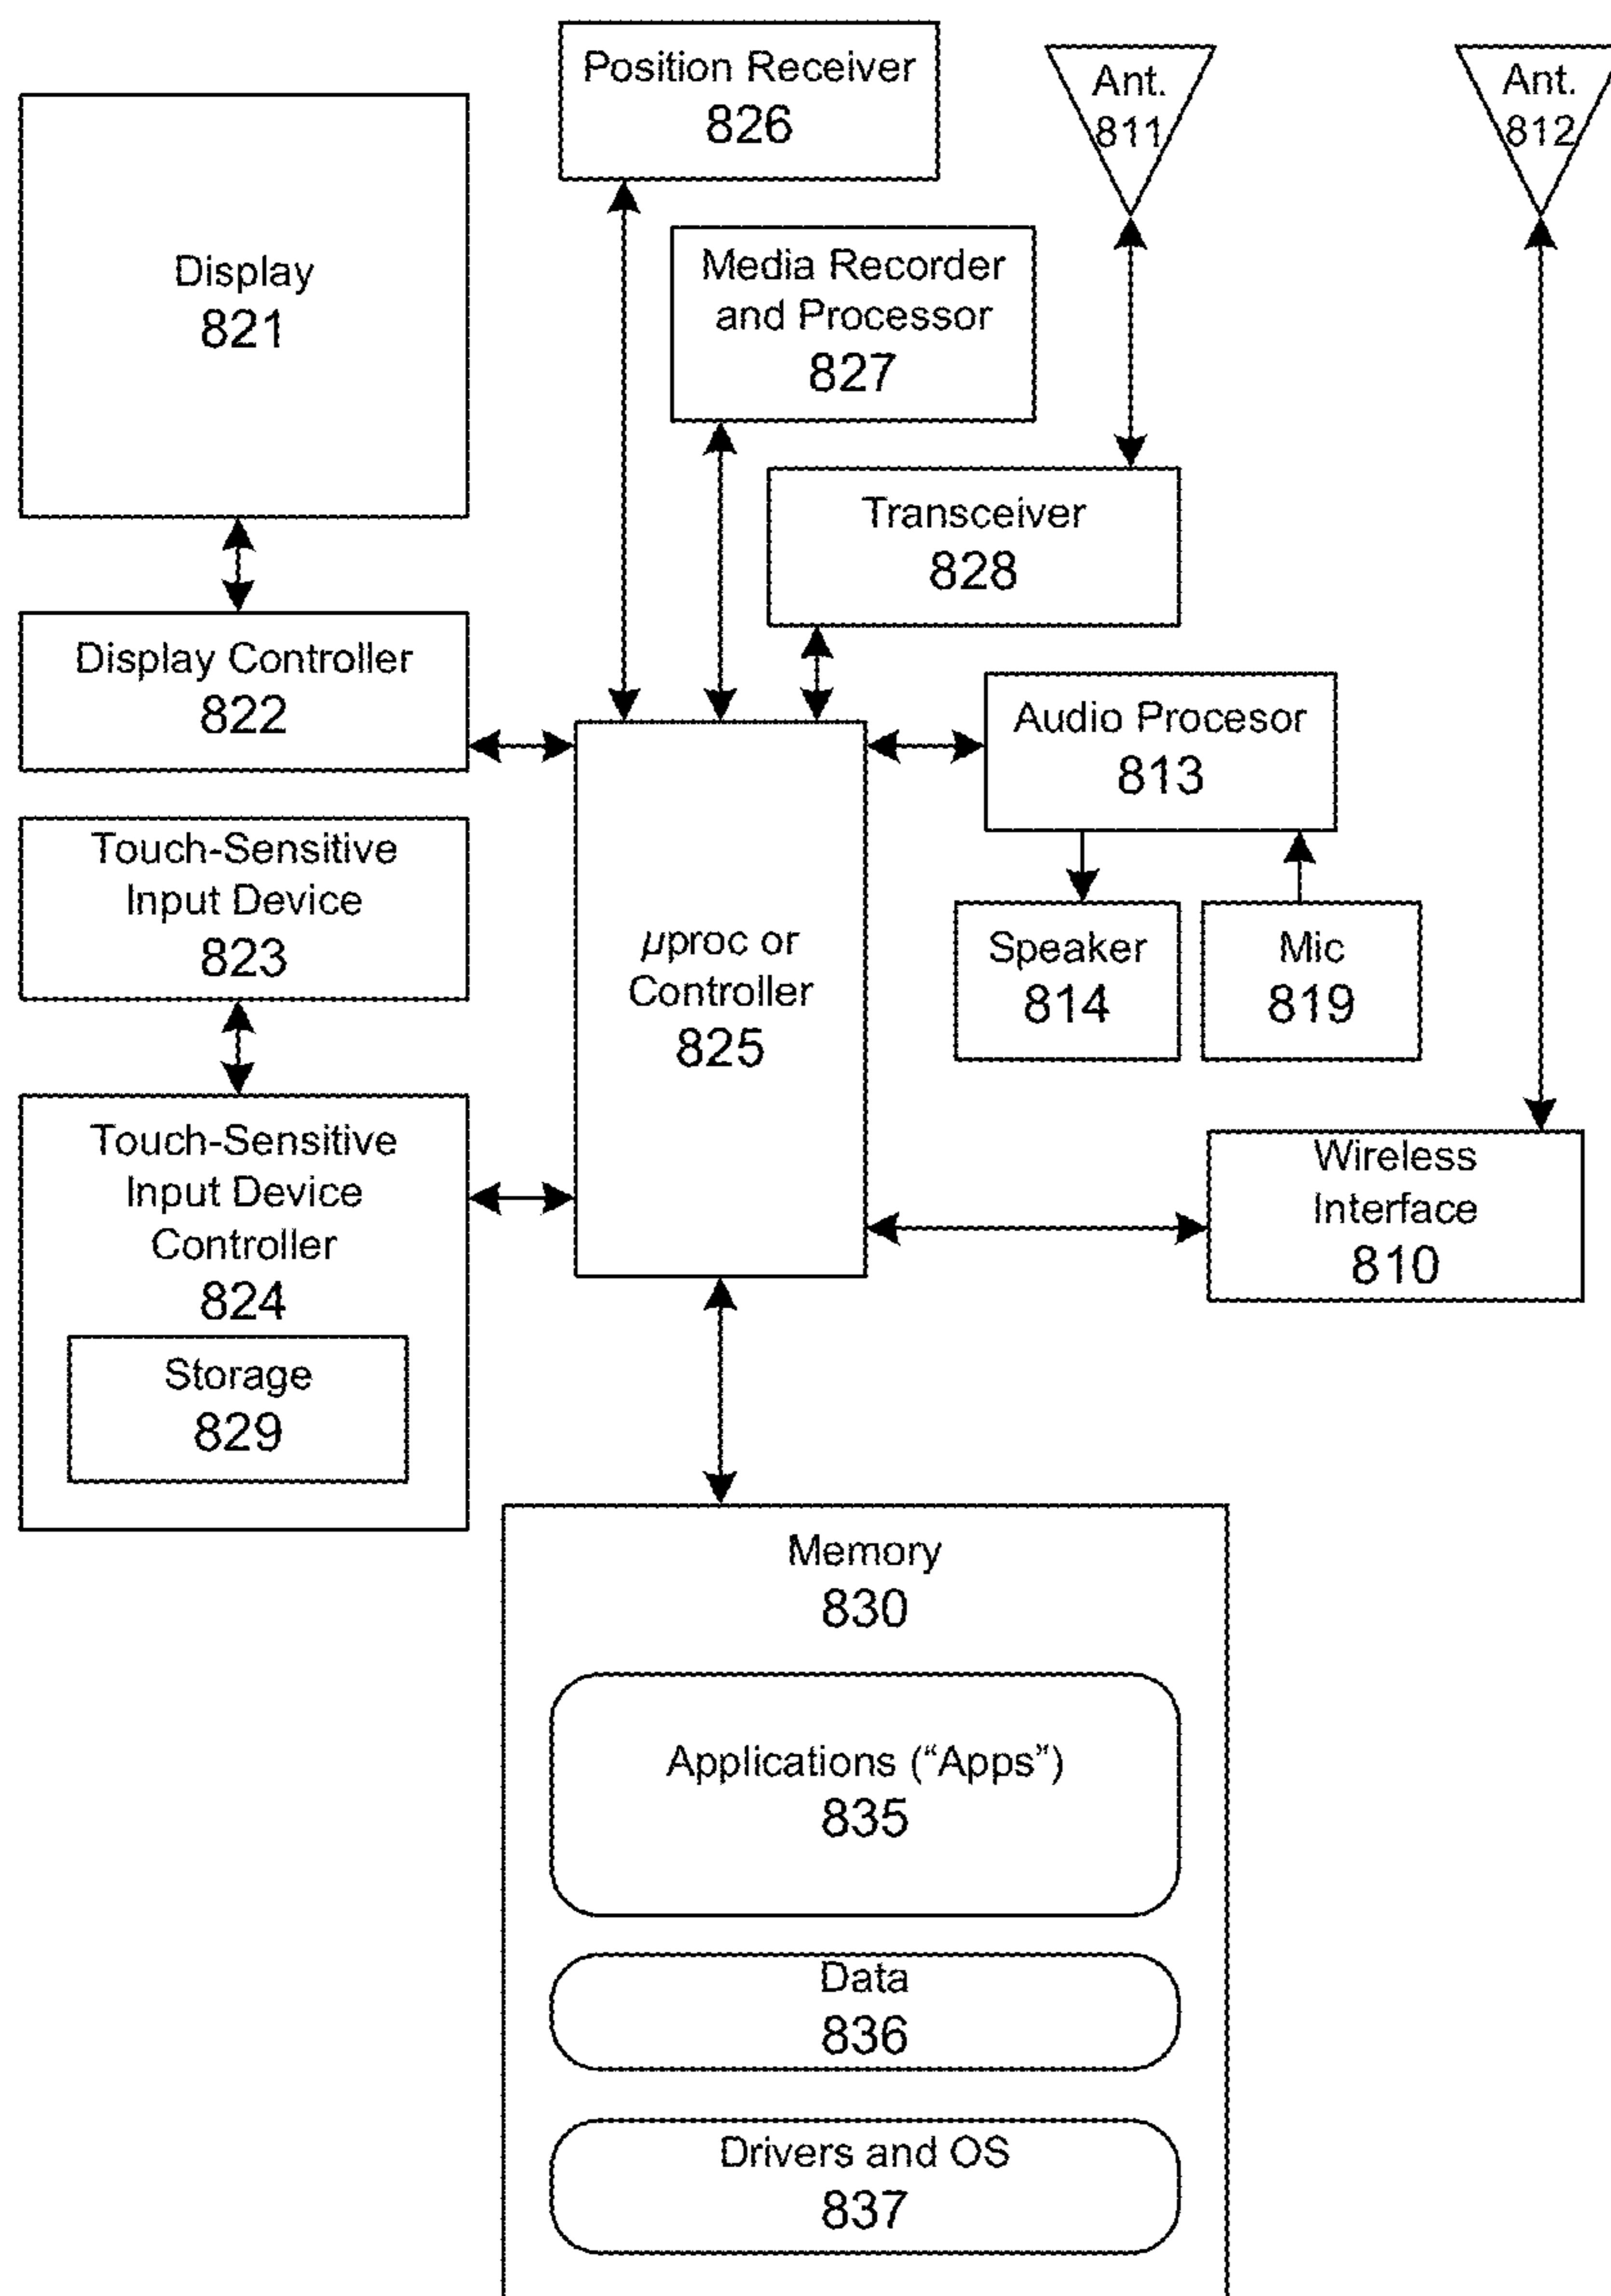 Position Receiver
826
Ant.
811
Ant.
812
Display
821
Media Recorder
and Processor
827
Transceiver
828
Display Controller
822
Audio Procesor
813
Touch-Sensitive
Input Device
823
µproc or
Controller
825
Speaker
814
Mic
819
Touch-Sensitive
Input Device
Controller
824
Storage
829
Wireless
Interface
810
Memory
830
Applications (“Apps”)
835
Data
836
Drivers and OS
837